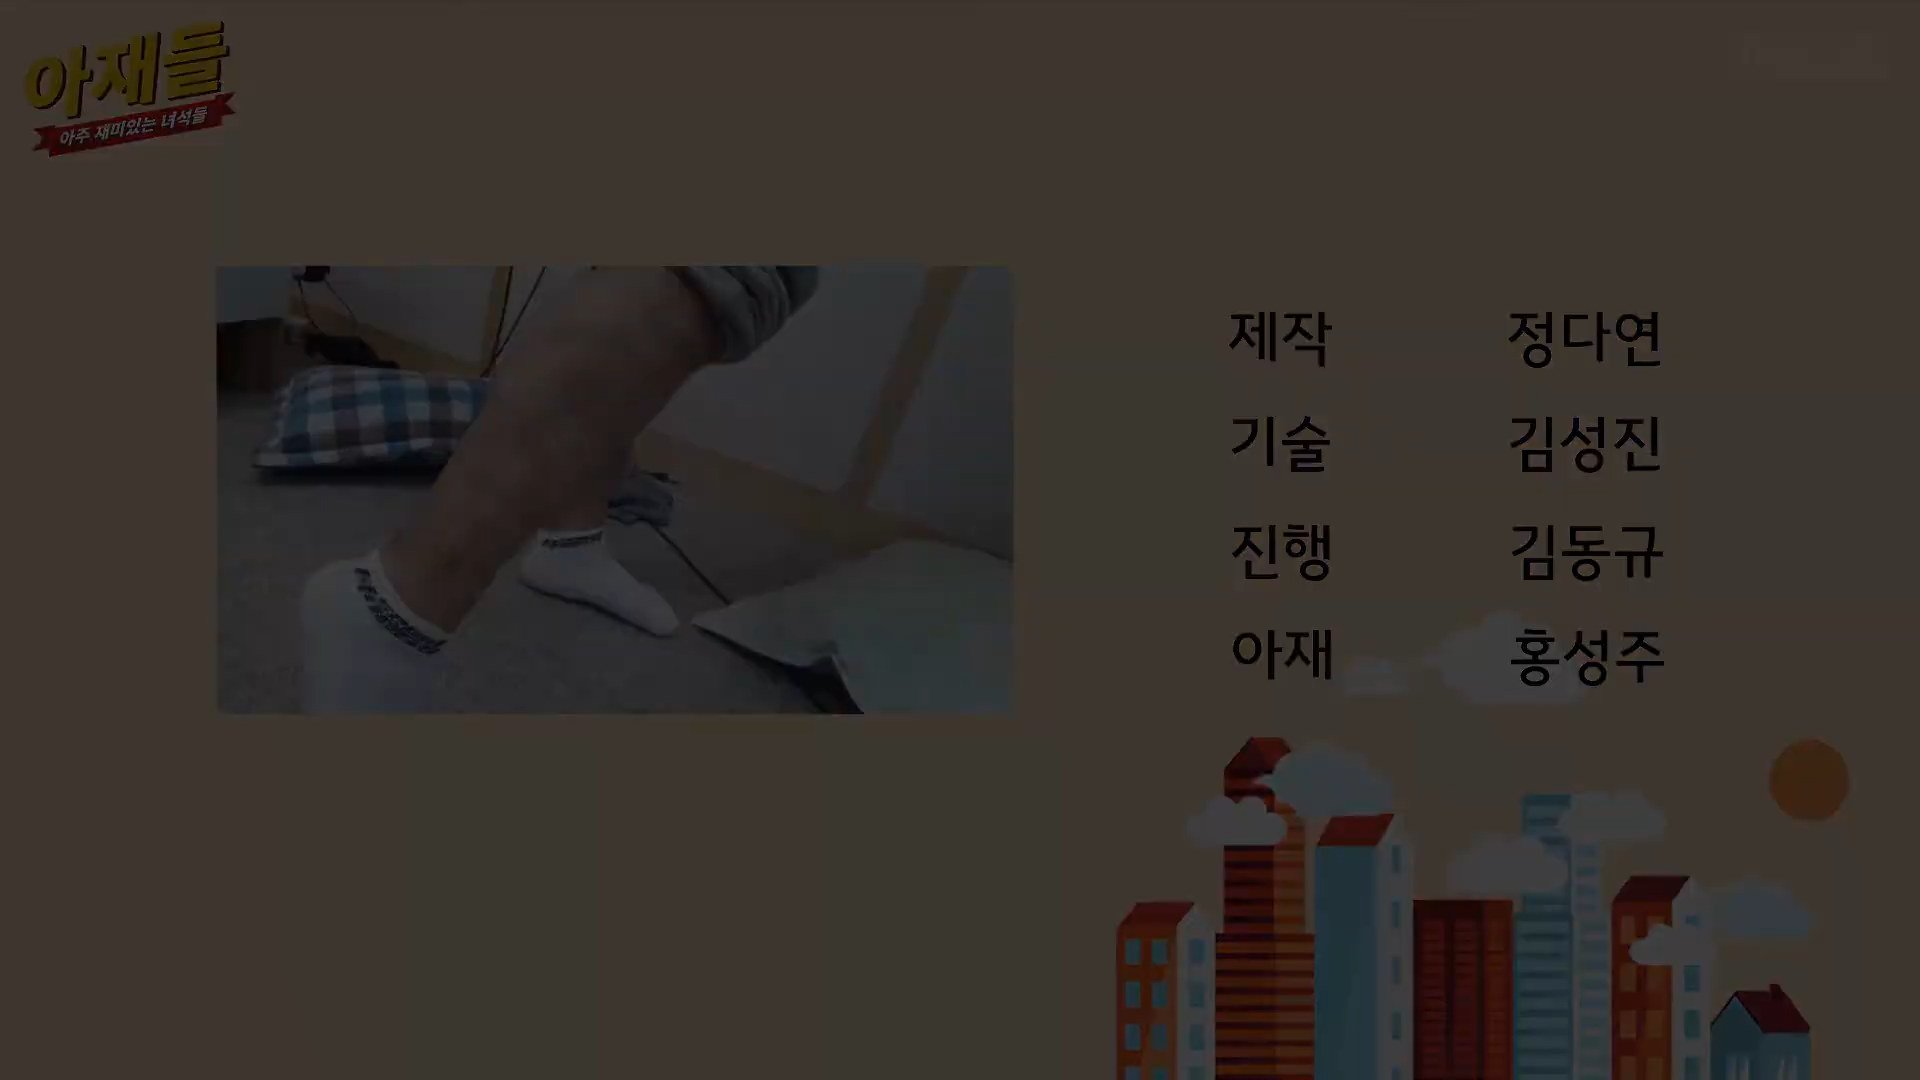 아재들
아주 재미있는 녀석들
제작 정다연
기술 김성진
진행 김동규
아재 홍성주